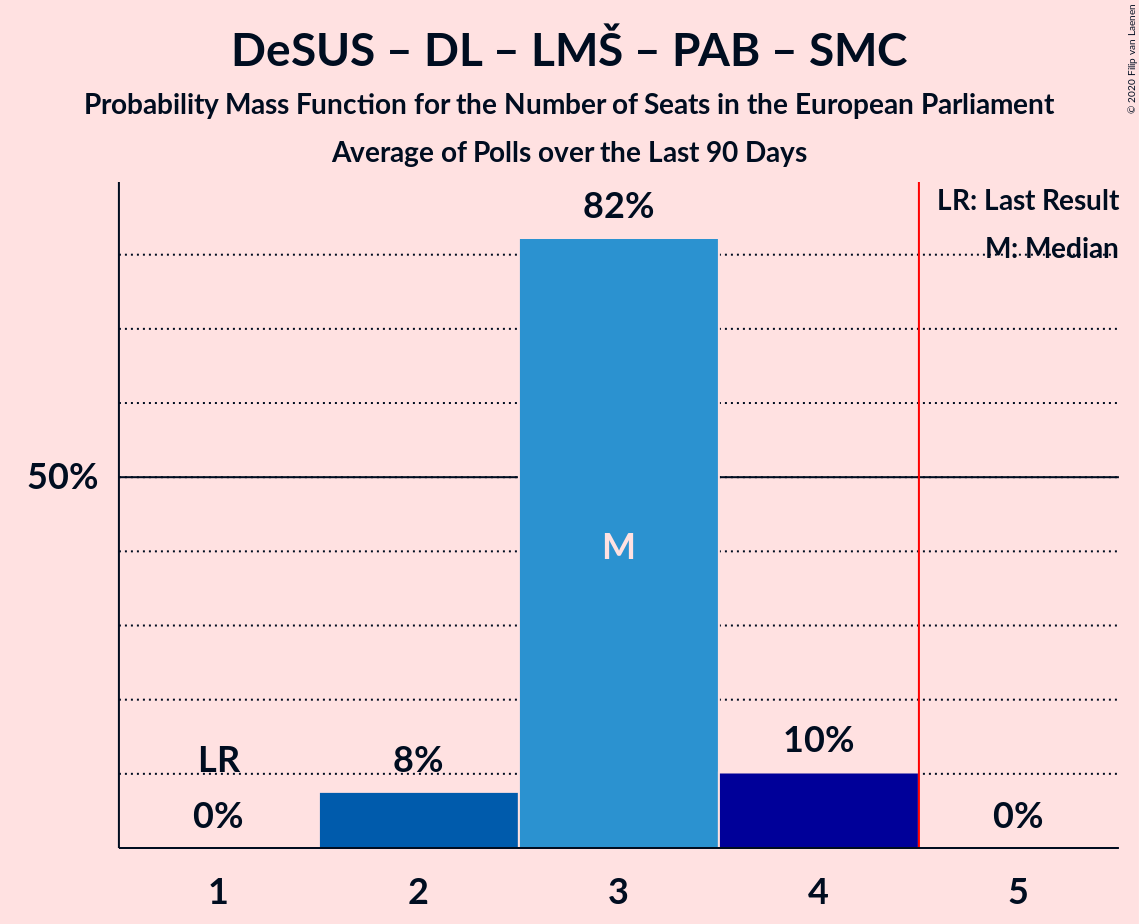 DeSUS – DL – LMŠ – PAB – SMC
Probability Mass Function for the Number of Seats in the European Parliament
Average of Polls over the Last 90 Days
© 2020 Filip van Laenen
LR: Last Result
M: Median
82%
50%
M
LR
0%
8%
10%
0%
1
2
3
4
5